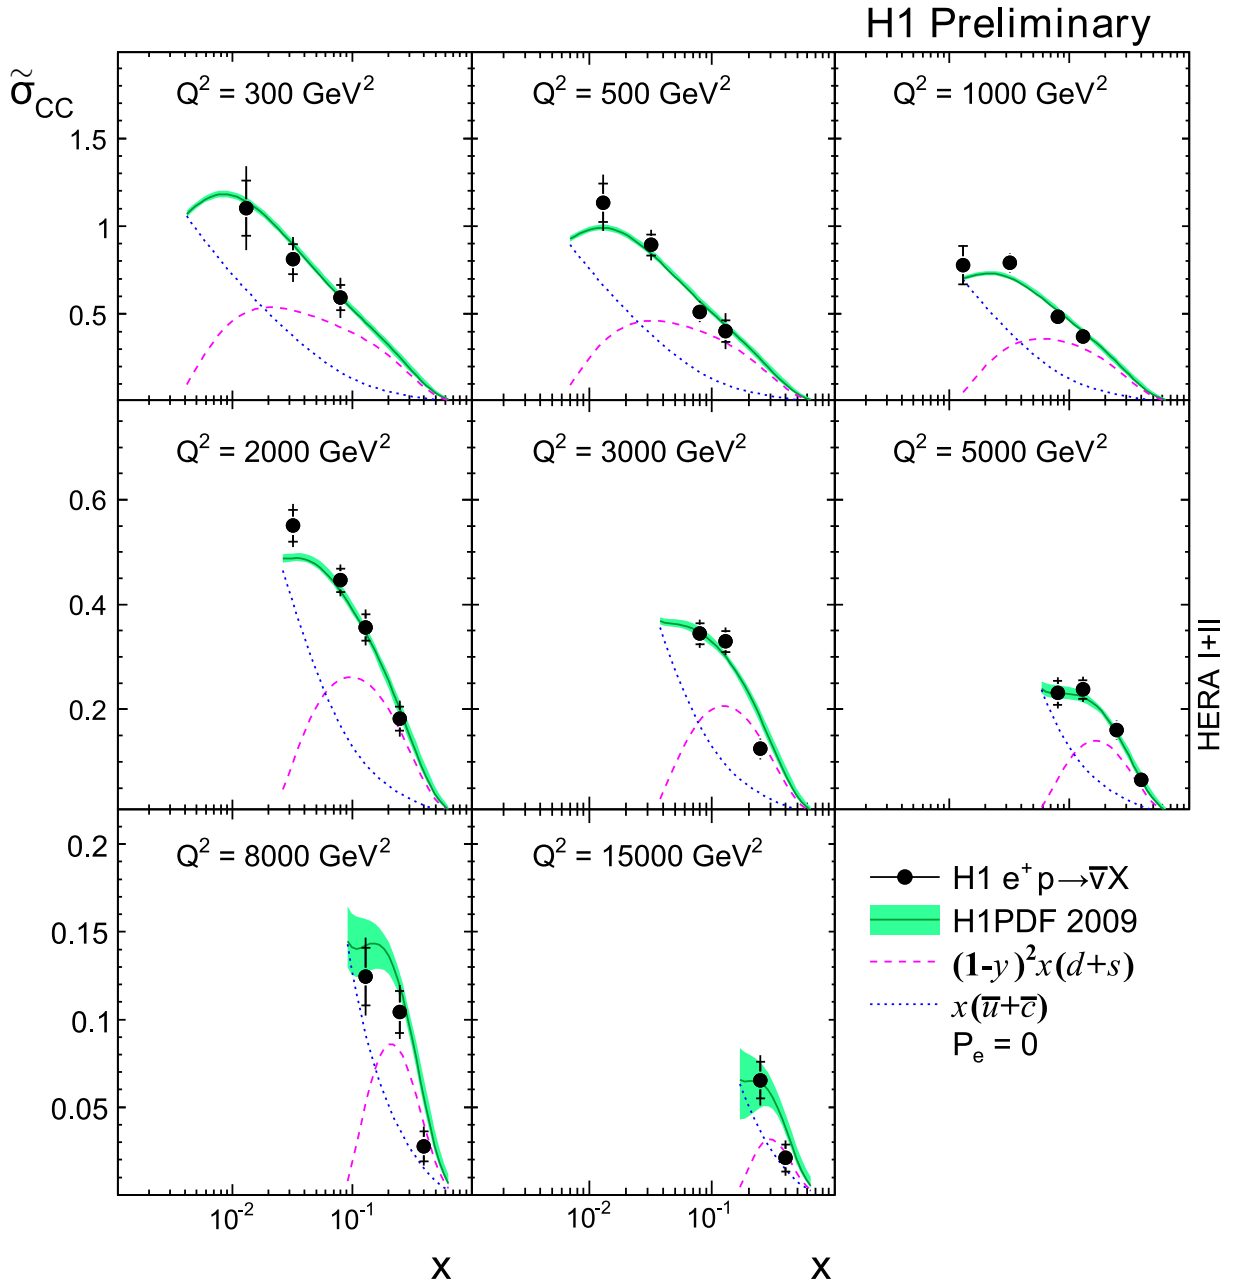 H1 Preliminary
σ̃_CC
Q² = 300 GeV²
Q² = 500 GeV²
Q² = 1000 GeV²
1.5
1
0.5
Q² = 2000 GeV²
Q² = 3000 GeV²
Q² = 5000 GeV²
0.6
0.4
0.2
HERA I+II
Q² = 8000 GeV²
Q² = 15000 GeV²
0.2
0.15
0.1
0.05
H1 e⁺p→ν̅X
H1PDF 2009
(1-y)²x(d+s)
x(u̅+c̅)
Pₑ = 0
10⁻² 10⁻¹ 10⁻² 10⁻¹
x x